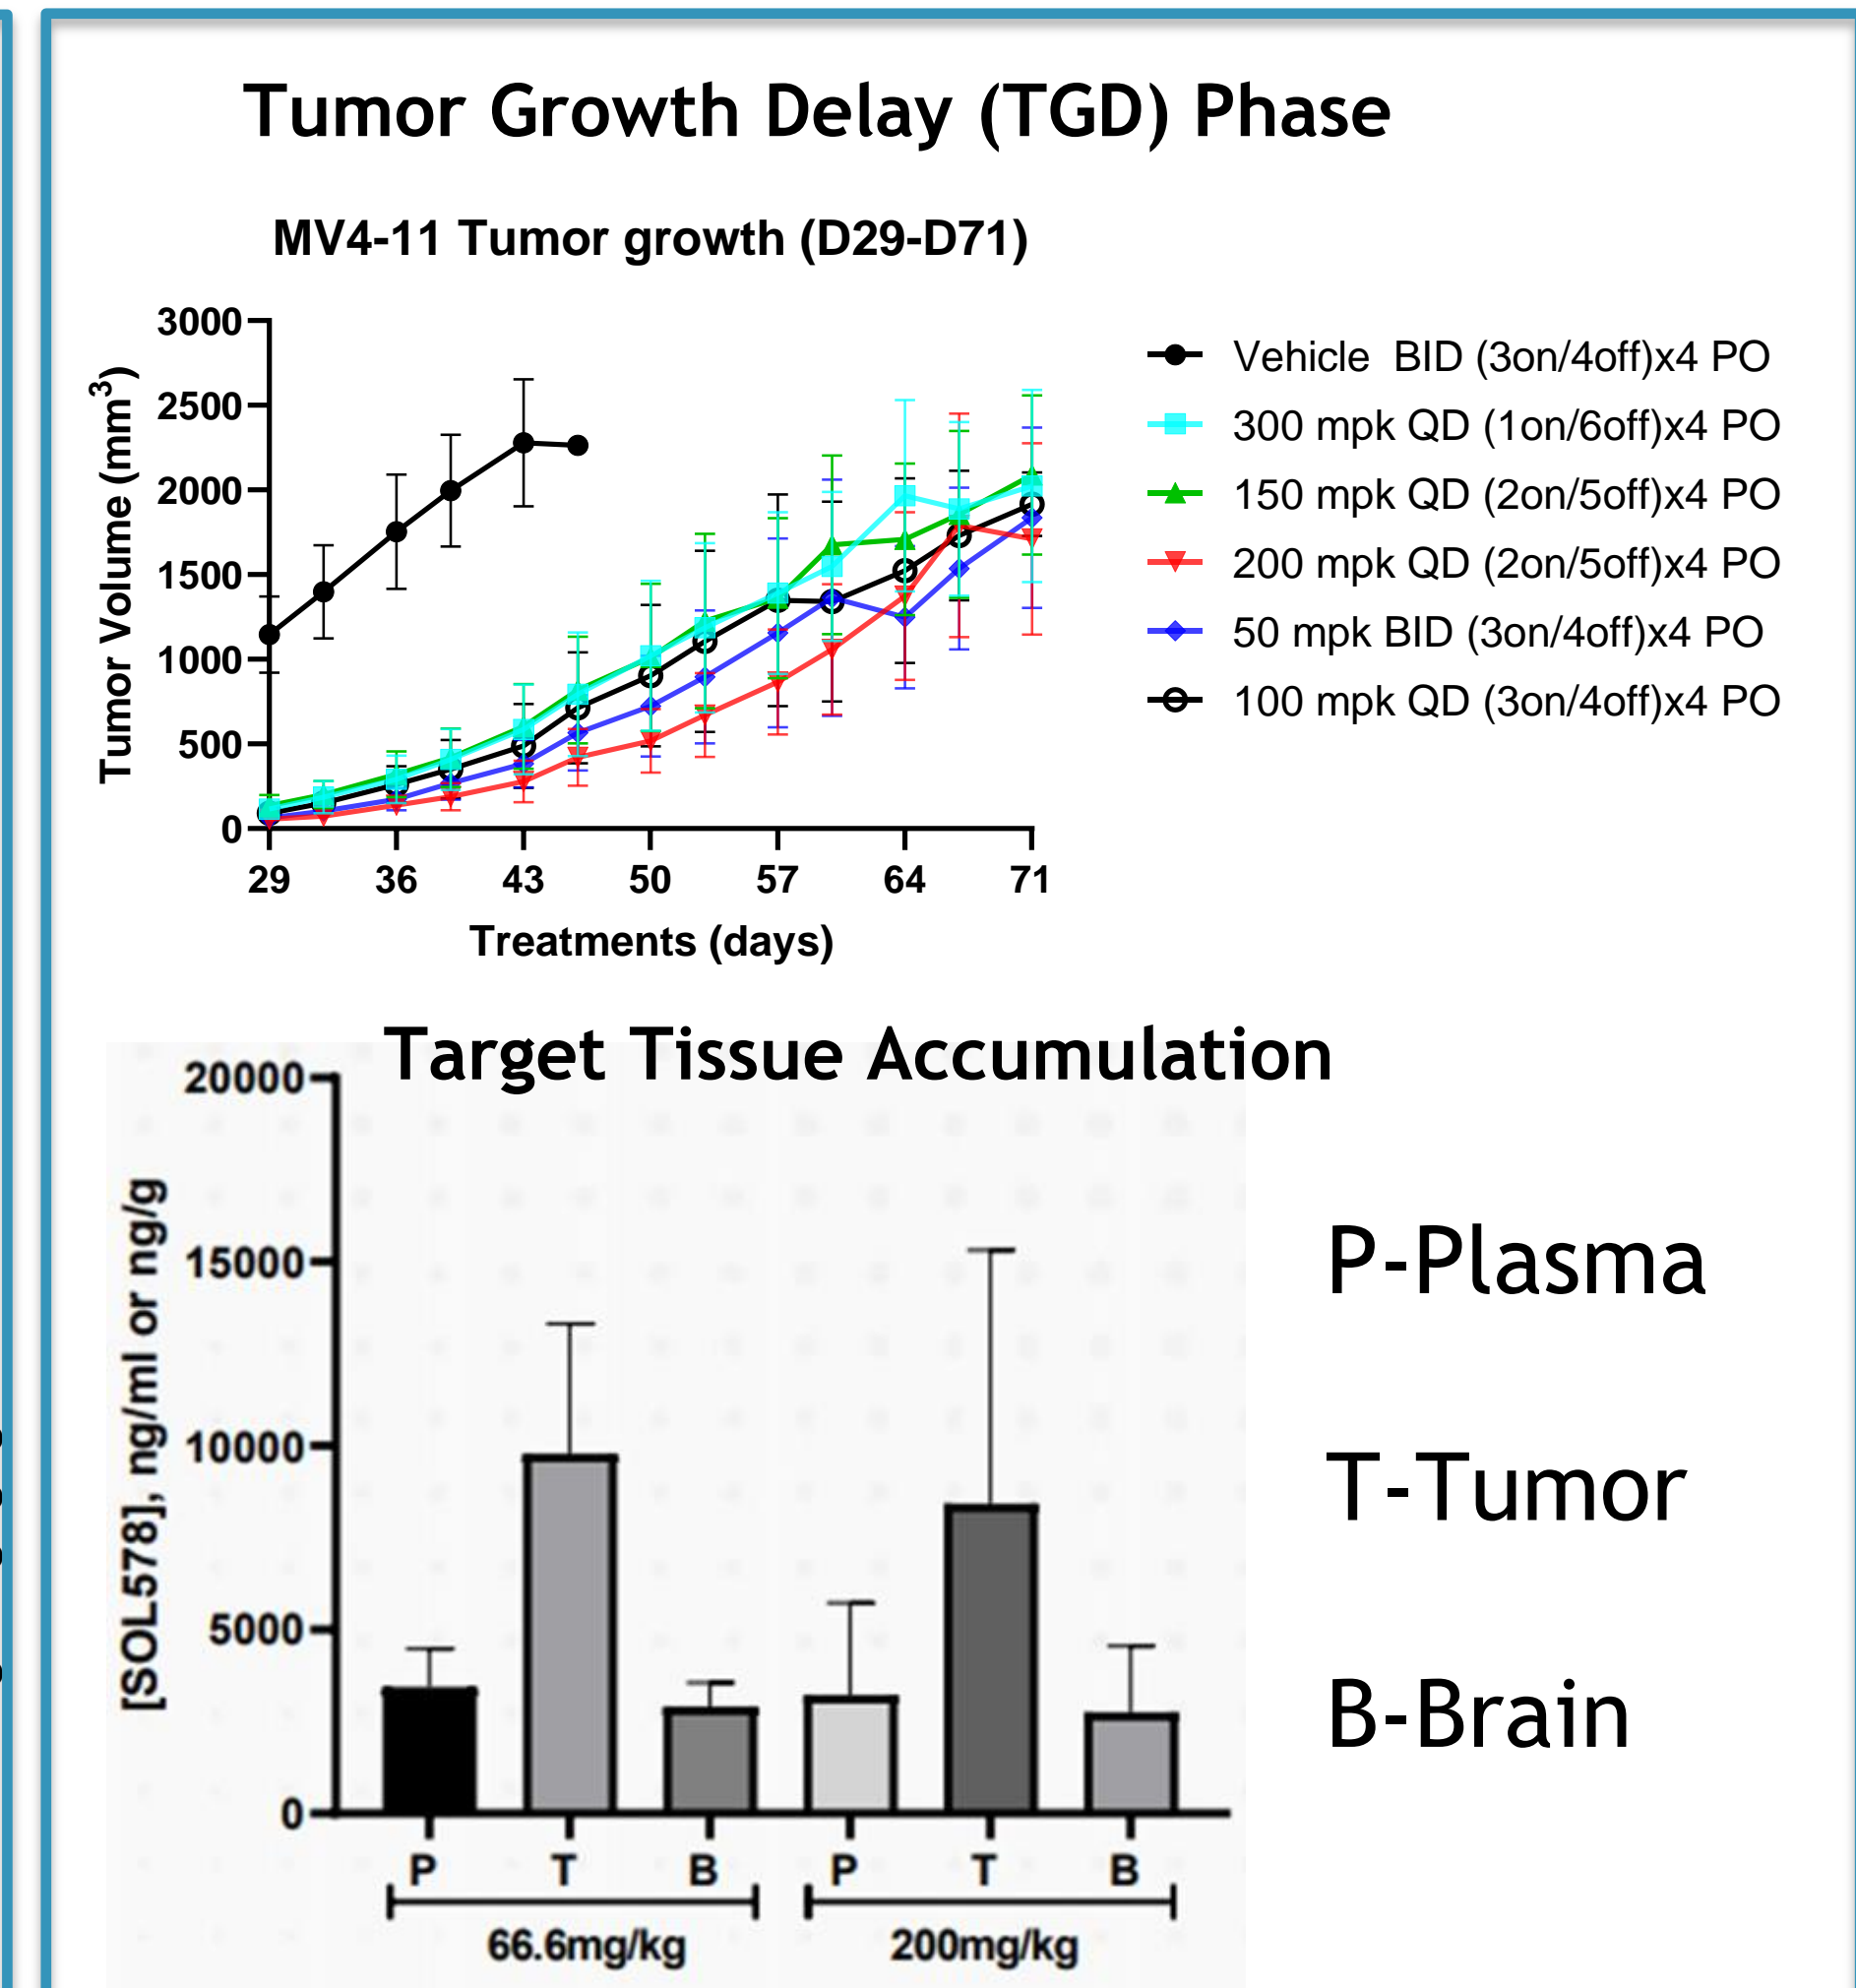 Tumor Growth Delay (TGD) Phase
MV4-11 Tumor growth (D29-D71)
Tumor Volume (mm³)
3000
2500
2000
1500
1000
500
0
29 36 43 50 57 64 71
Treatments (days)
Vehicle BID (3on/4off)x4 PO
300 mpk QD (1on/6off)x4 PO
150 mpk QD (2on/5off)x4 PO
200 mpk QD (2on/5off)x4 PO
50 mpk BID (3on/4off)x4 PO
100 mpk QD (3on/4off)x4 PO
Target Tissue Accumulation
[SOL578], ng/ml or ng/g
20000
15000
10000
5000
0
P T B P T B
66.6mg/kg 200mg/kg
P-Plasma
T-Tumor
B-Brain